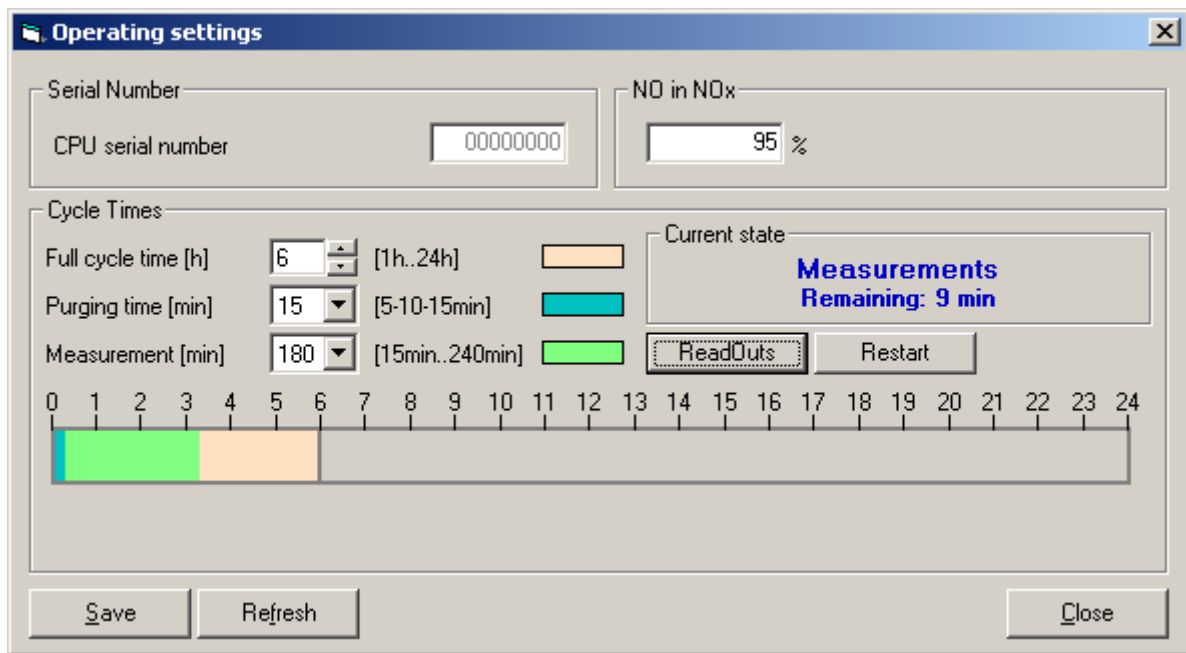 Operating settings
Serial Number
CPU serial number 00000000
NO in NOx
95 %
Cycle Times
Full cycle time [h] 6 [1h..24h]
Purging time [min] 15 [5-10-15min]
Measurement [min] 180 [15min..240min]
Current state
Measurements
Remaining: 9 min
ReadOuts Restart
0 1 2 3 4 5 6 7 8 9 10 11 12 13 14 15 16 17 18 19 20 21 22 23 24
Save Refresh Close